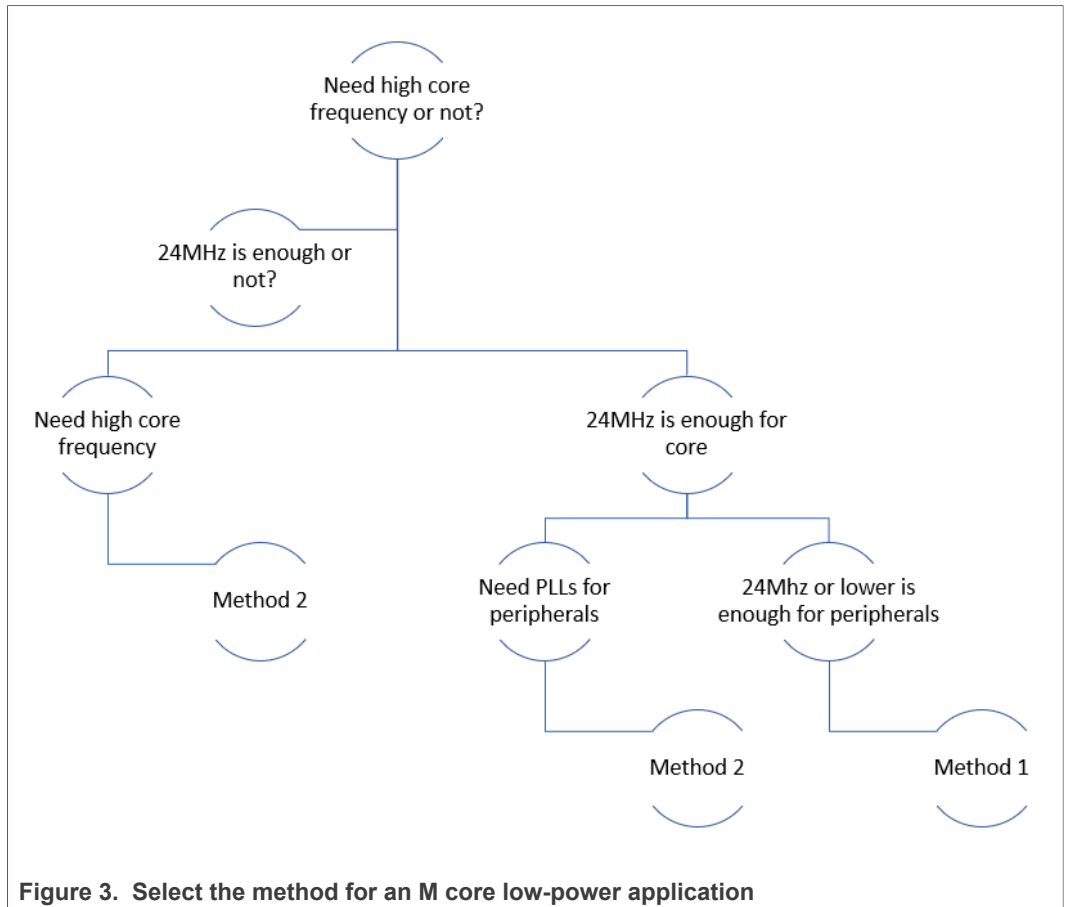 Need high core
frequency or not?
24MHz is enough or
not?
Need high core
frequency
24MHz is enough for
core
Method 2
Need PLLs for
peripherals
24Mhz or lower is
enough for peripherals
Method 2
Method 1
Figure 3. Select the method for an M core low-power application